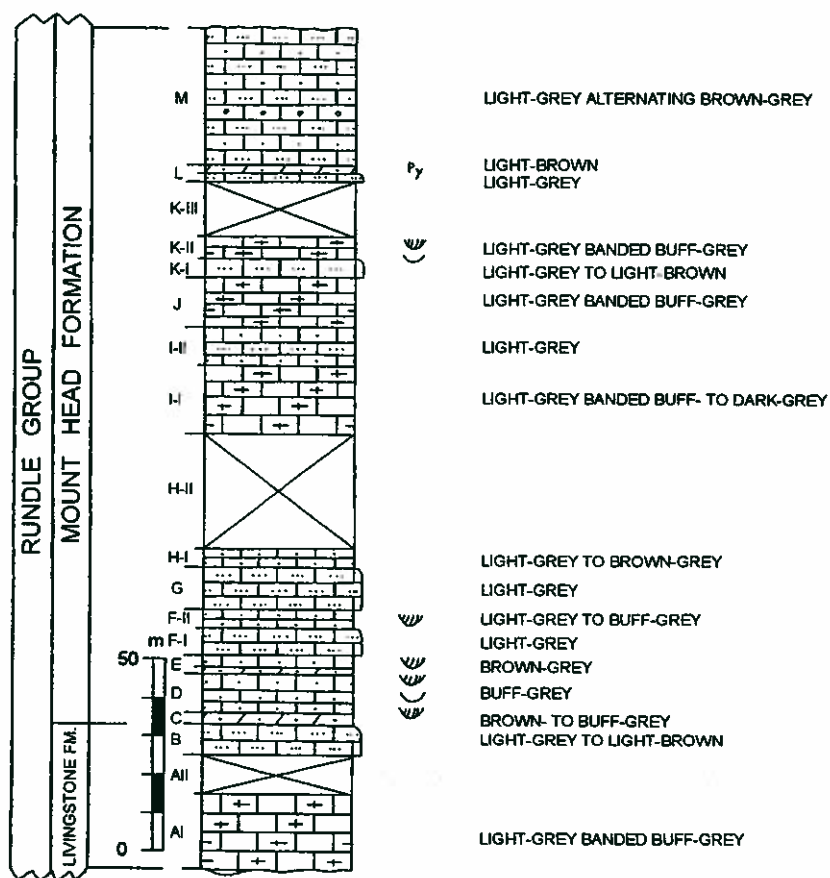 RUNDLE GROUP
MOUNT HEAD FORMATION
LIVINGSTONE FM.
M LIGHT-GREY ALTERNATING BROWN-GREY
L Py LIGHT-BROWN
LIGHT-GREY
K-III
K-II LIGHT-GREY BANDED BUFF-GREY
K-I LIGHT-GREY TO LIGHT-BROWN
J LIGHT-GREY BANDED BUFF-GREY
I-II LIGHT-GREY
I-I LIGHT-GREY BANDED BUFF- TO DARK-GREY
H-II
H-I LIGHT-GREY TO BROWN-GREY
G LIGHT-GREY
F-II LIGHT-GREY TO BUFF-GREY
m F-I LIGHT-GREY
50 E BROWN-GREY
D BUFF-GREY
C BROWN- TO BUFF-GREY
B LIGHT-GREY TO LIGHT-BROWN
AII
AI LIGHT-GREY BANDED BUFF-GREY
0